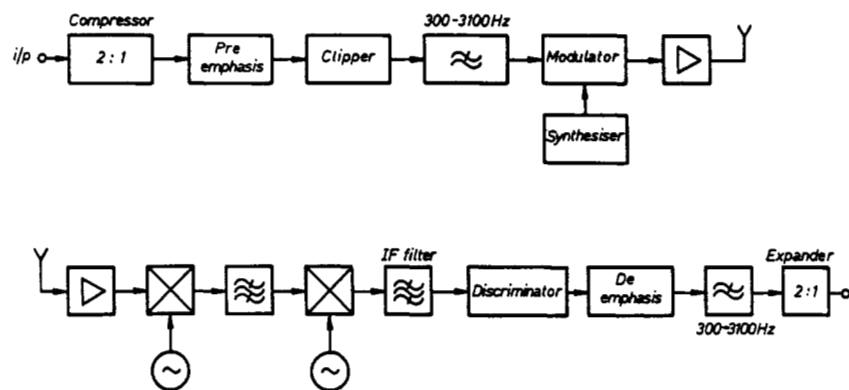 Compressor
300-3100Hz
i/p
2:1
Pre
emphasis
Clipper
Modulator
Synthesiser
IF filter
Expander
Discriminator
De
emphasis
2:1
300-3100Hz